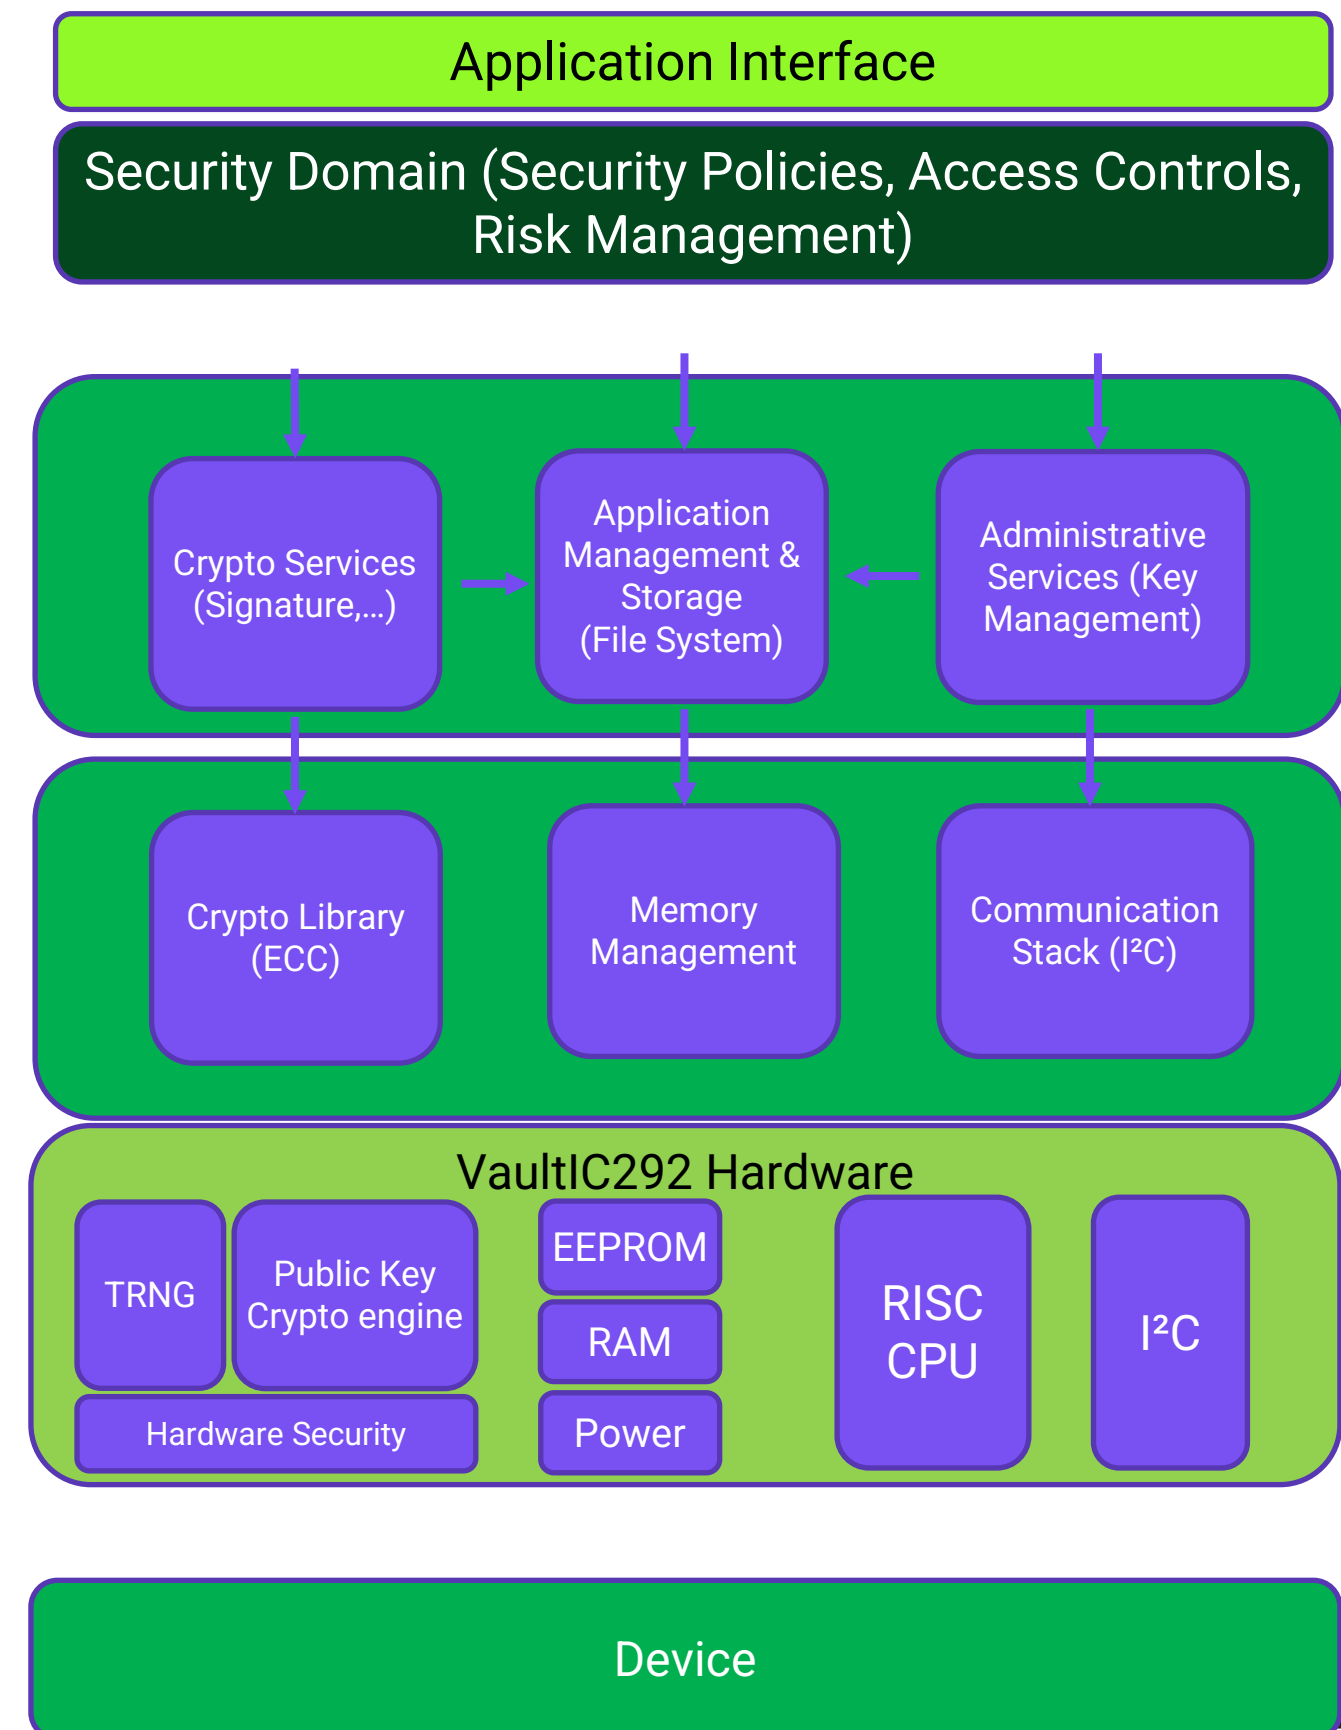 Application Interface
Security Domain (Security Policies, Access Controls,
Risk Management)
Crypto Services
(Signature,...)
Application
Management &
Storage
(File System)
Administrative
Services (Key
Management)
Crypto Library
(ECC)
Memory
Management
Communication
Stack (I²C)
VaultIC292 Hardware
TRNG
Public Key
Crypto engine
Hardware Security
EEPROM
RAM
Power
RISC
CPU
I²C
Device